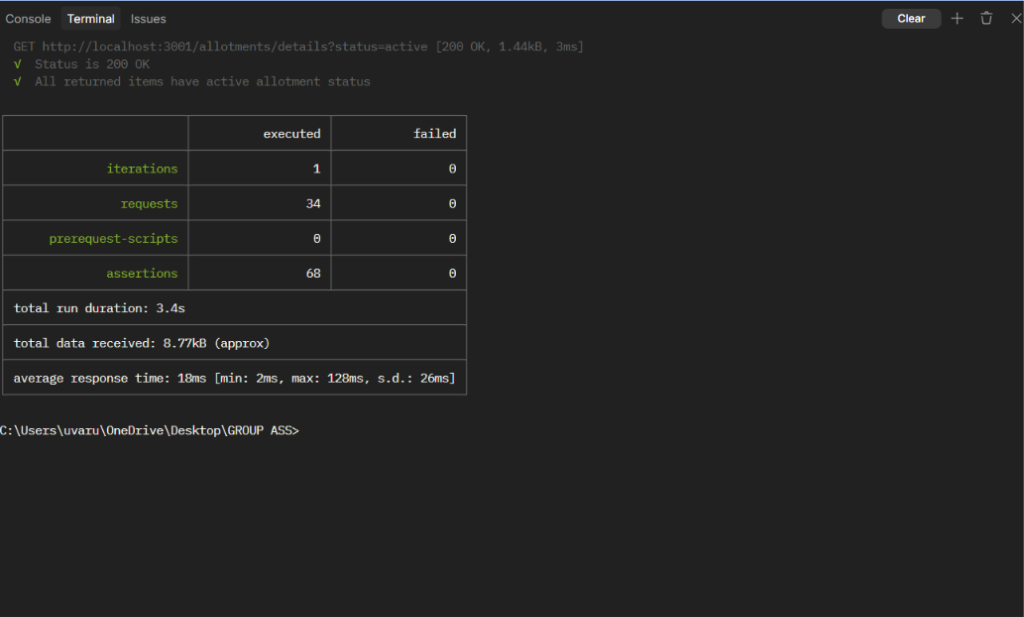 Console Terminal Issues Clear
GET http://localhost:3001/allotments/details?status=active [200 OK, 1.44kB, 3ms]
√ Status is 200 OK
√ All returned items have active allotment status
executed failed
iterations 1 0
requests 34 0
prerequest-scripts 0 0
assertions 68 0
total run duration: 3.4s
total data received: 8.77kB (approx)
average response time: 18ms [min: 2ms, max: 128ms, s.d.: 26ms]
C:\Users\uvaru\OneDrive\Desktop\GROUP ASS>